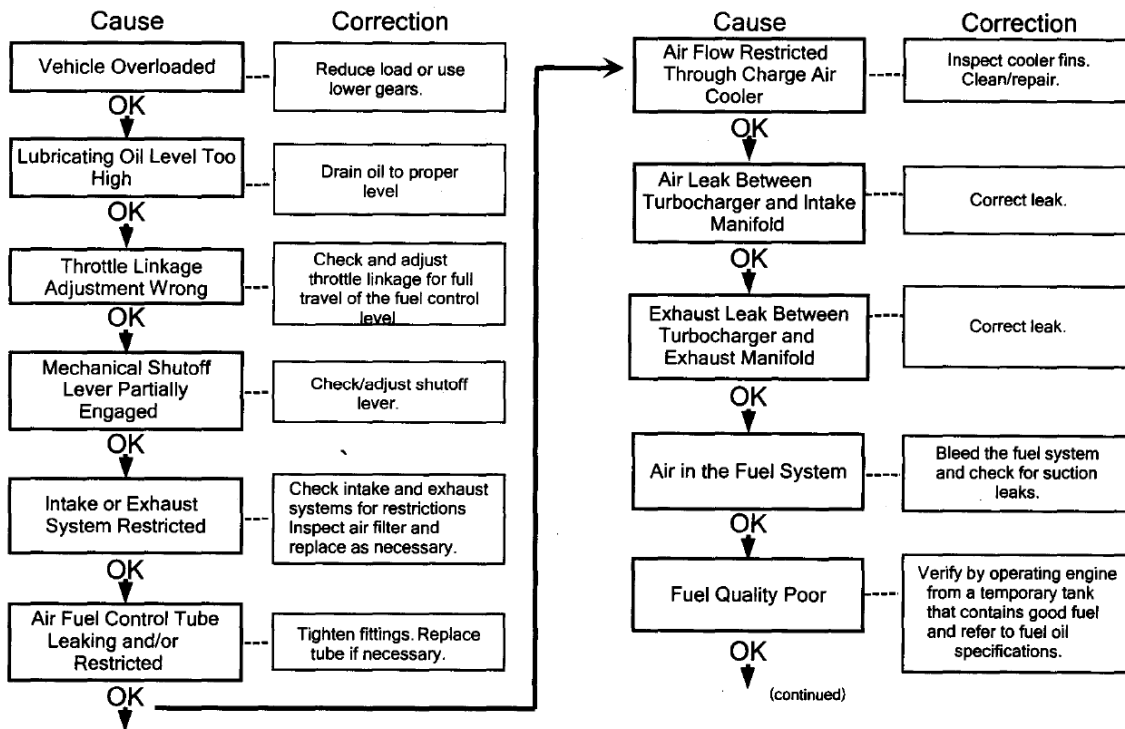 Cause
Correction
Vehicle Overloaded
Reduce load or use
lower gears.
OK
Lubricating Oil Level Too
High
Drain oil to proper
level
OK
Throttle Linkage
Adjustment Wrong
Check and adjust
throttle linkage for full
travel of the fuel control
level
OK
Mechanical Shutoff
Lever Partially
Engaged
Check/adjust shutoff
lever.
OK
Intake or Exhaust
System Restricted
Check intake and exhaust
systems for restrictions
Inspect air filter and
replace as necessary.
OK
Air Fuel Control Tube
Leaking and/or
Restricted
Tighten fittings. Replace
tube if necessary.
OK
Cause
Correction
Air Flow Restricted
Through Charge Air
Cooler
Inspect cooler fins.
Clean/repair.
OK
Air Leak Between
Turbocharger and Intake
Manifold
Correct leak.
OK
Exhaust Leak Between
Turbocharger and
Exhaust Manifold
Correct leak.
OK
Air in the Fuel System
Bleed the fuel system
and check for suction
leaks.
OK
Fuel Quality Poor
Verify by operating engine
from a temporary tank
that contains good fuel
and refer to fuel oil
specifications.
OK
(continued)